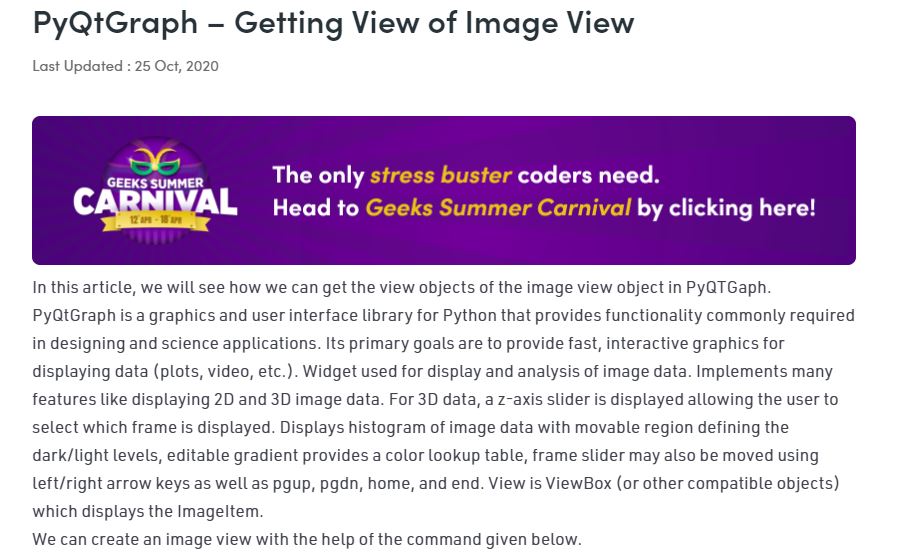 PyQtGraph – Getting View of Image View
Last Updated : 25 Oct, 2020
GEEKS SUMMER
CARNIVAL
12 APR - 18 APR
The only stress buster coders need.
Head to Geeks Summer Carnival by clicking here!
In this article, we will see how we can get the view objects of the image view object in PyQTGaph.
PyQtGraph is a graphics and user interface library for Python that provides functionality commonly required
in designing and science applications. Its primary goals are to provide fast, interactive graphics for
displaying data (plots, video, etc.). Widget used for display and analysis of image data. Implements many
features like displaying 2D and 3D image data. For 3D data, a z-axis slider is displayed allowing the user to
select which frame is displayed. Displays histogram of image data with movable region defining the
dark/light levels, editable gradient provides a color lookup table, frame slider may also be moved using
left/right arrow keys as well as pgup, pgdn, home, and end. View is ViewBox (or other compatible objects)
which displays the ImageItem.
We can create an image view with the help of the command given below.